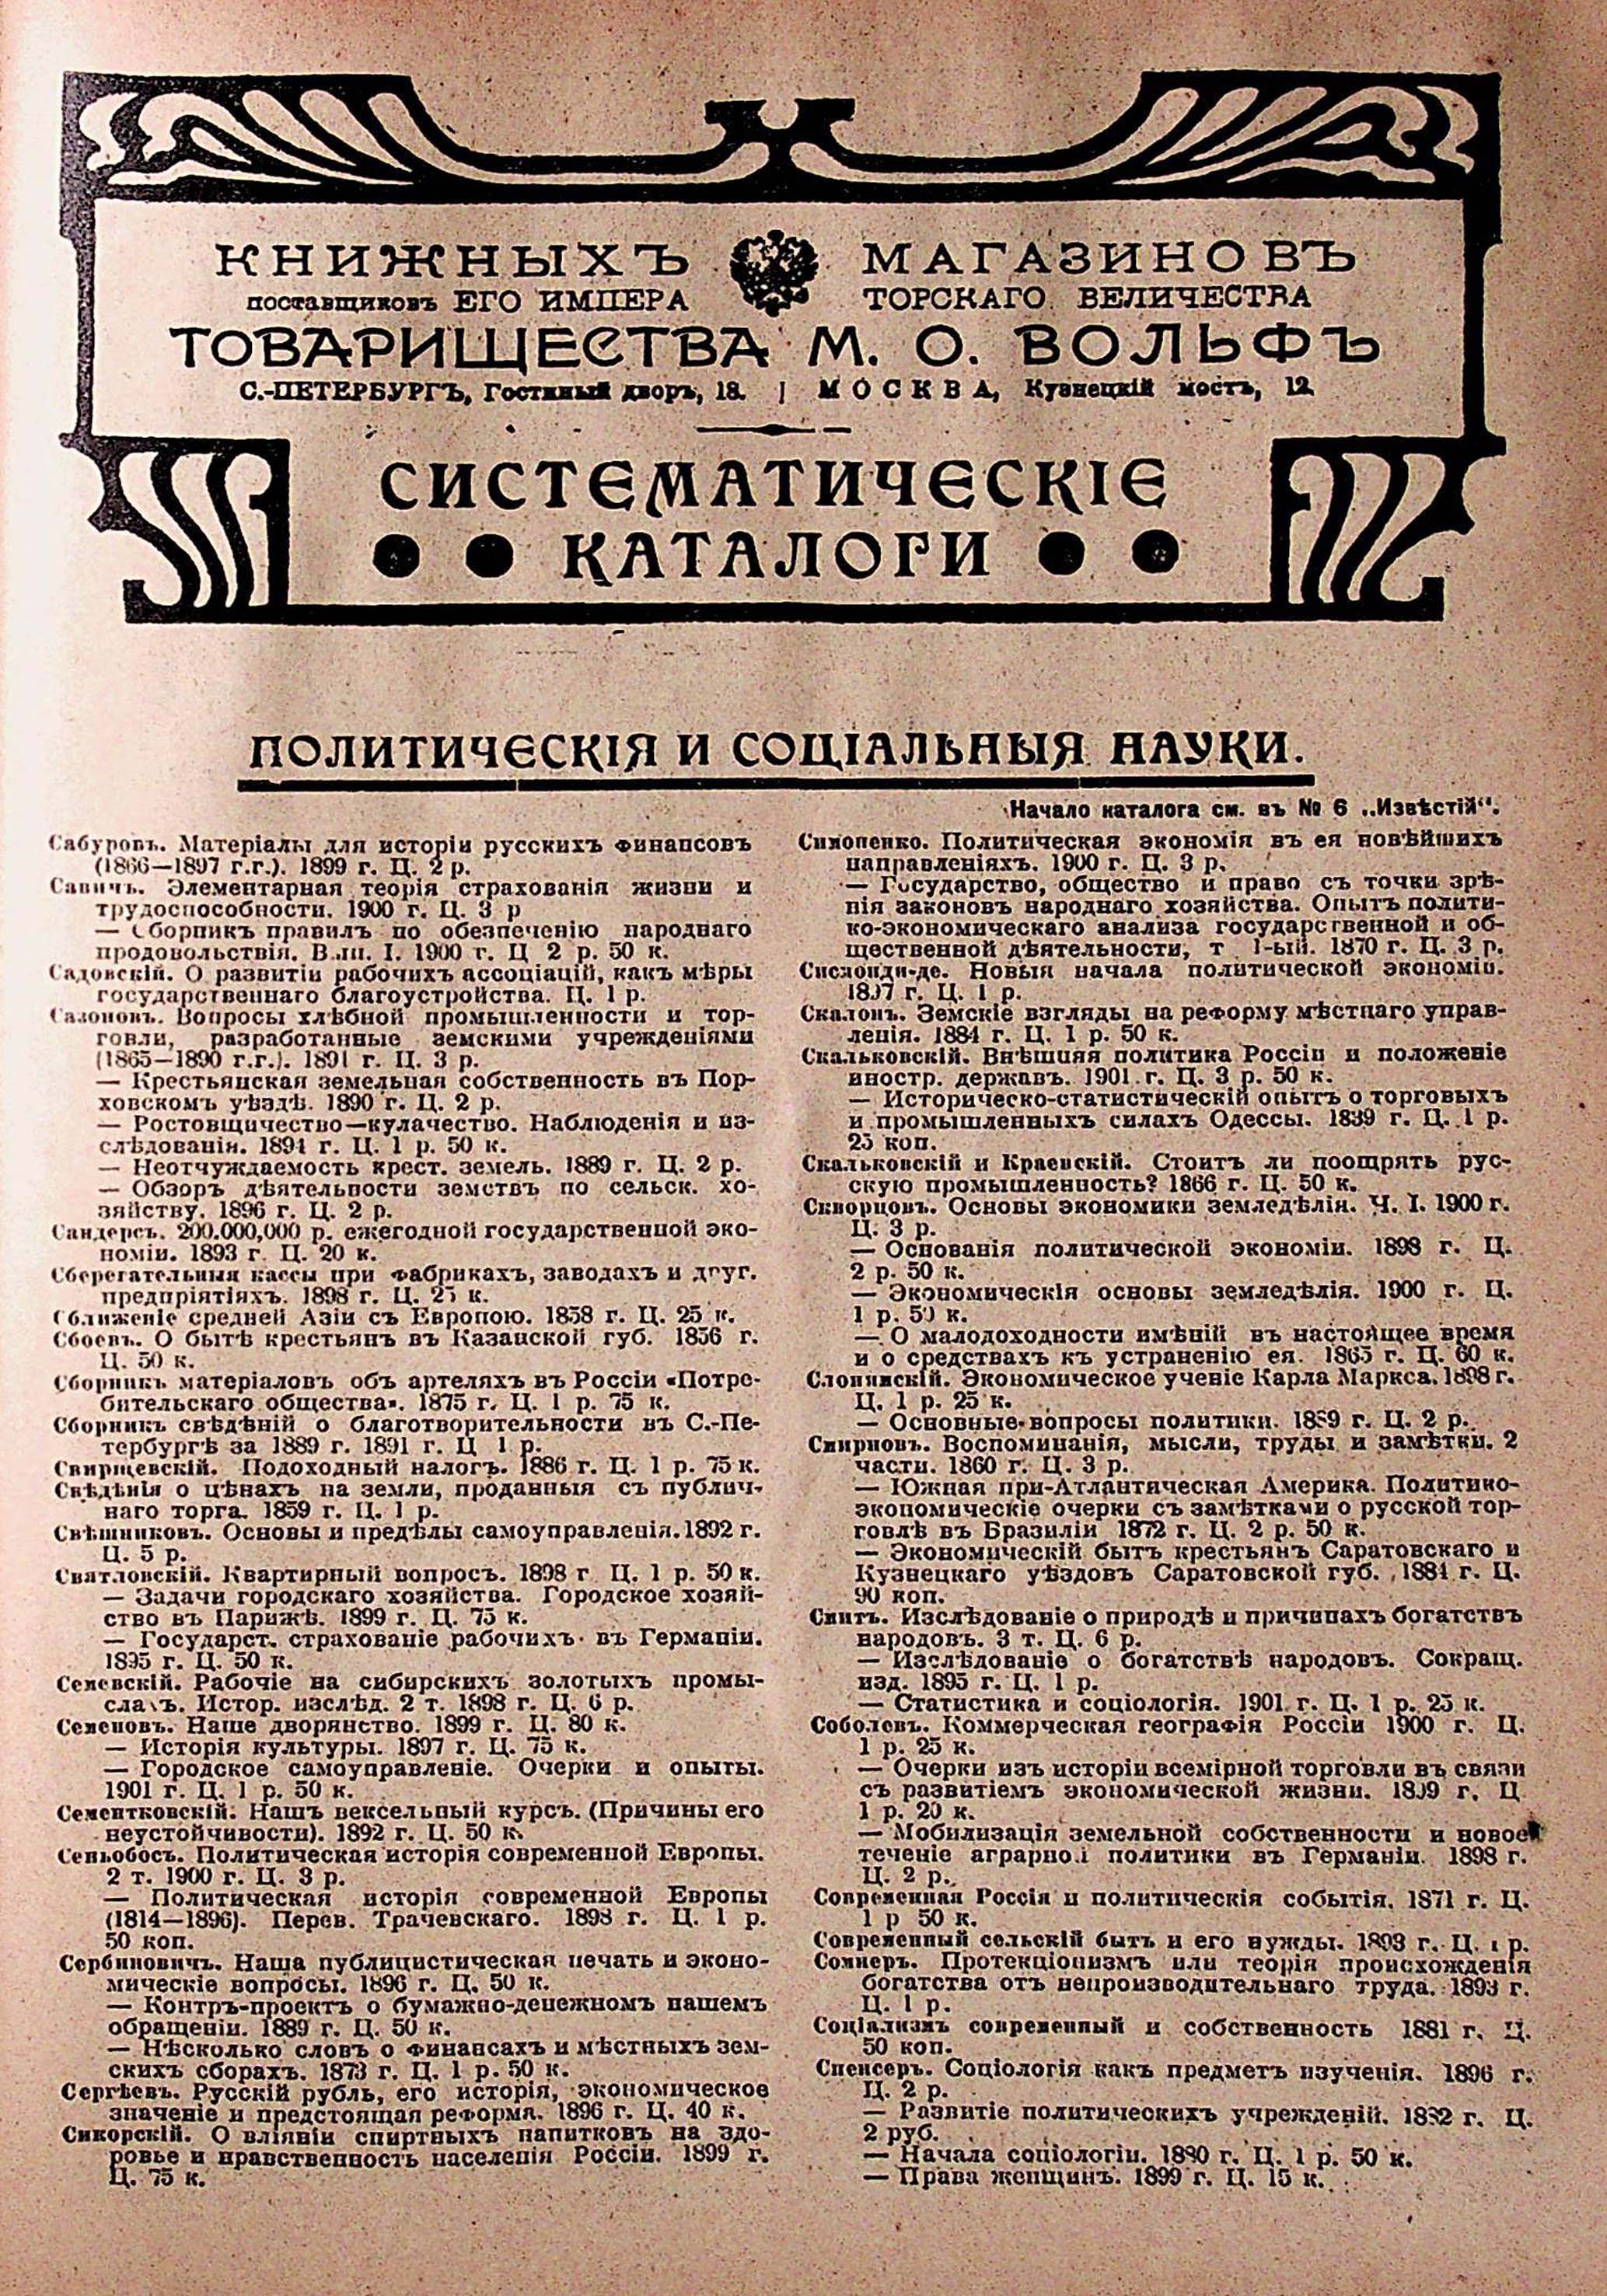 КНИЖНЫХЪ МАГАЗИНОВЪ
поставщиковъ ЕГО ИМПЕРА ТОРСКАГО ВЕЛИЧЕСТВА
ТОВАРИЩЕСТВА М. О. ВОЛЬФЪ
С.-ПЕТЕРБУРГЪ, Гостиный дворъ, 18. | МОСКВА, Кузнецкій мостъ, 12.
СИСТЕМАТИЧЕСКІЕ
КАТАЛОГИ
ПОЛИТИЧЕСКІЯ И СОЦІАЛЬНЫЯ НАУКИ.
Начало каталога см. въ № 6 „Извѣстій“.
Сабуровъ. Матеріалы для исторіи русскихъ финансовъ
(1866—1897 г.г.). 1899 г. Ц. 2 р.
Савичъ. Элементарная теорія страхованія жизни и
трудоспособности. 1900 г. Ц. 3 р
— Сборникъ правилъ по обезпеченію народнаго
продовольствія. Вып. I. 1900 г. Ц 2 р. 50 к.
Садовскій. О развитіи рабочихъ ассоціацій, какъ мѣры
государственнаго благоустройства. Ц. 1 р.
Сазоновъ. Вопросы хлѣбной промышленности и тор-
говли, разработанные земскими учрежденіями
(1865—1890 г.г.). 1891 г. Ц. 3 р.
— Крестьянская земельная собственность въ Пор-
ховскомъ уѣздѣ. 1890 г. Ц. 2 р.
— Ростовщичество—кулачество. Наблюденія и из-
слѣдованія. 1894 г. Ц. 1 р. 50 к.
— Неотчуждаемость крест. земель. 1889 г. Ц. 2 р.
— Обзоръ дѣятельности земствъ по сельск. хо-
зяйству. 1896 г. Ц. 2 р.
Сандерсъ. 200.000,000 р. ежегодной государственной эко-
номіи. 1893 г. Ц. 20 к.
Сберегательныя кассы при фабрикахъ, заводахъ и друг.
предпріятіяхъ. 1898 г. Ц. 25 к.
Сближеніе средней Азіи съ Европою. 1858 г. Ц. 25 к.
Сбоевъ. О бытѣ крестьянъ въ Казанской губ. 1856 г.
Ц. 50 к.
Сборникъ матеріаловъ объ артеляхъ въ Россіи «Потре-
бительскаго общества». 1875 г. Ц. 1 р. 75 к.
Сборникъ свѣдѣній о благотворительности въ С.-Пе-
тербургѣ за 1889 г. 1891 г. Ц 1 р.
Свирщевскій. Подоходный налогъ. 1886 г. Ц. 1 р. 75 к.
Свѣдѣнія о цѣнахъ на земли, проданныя съ публич-
наго торга. 1859 г. Ц. 1 р.
Свѣшниковъ. Основы и предѣлы самоуправленія. 1892 г.
Ц. 5 р.
Святловскій. Квартирный вопросъ. 1898 г Ц. 1 р. 50 к.
— Задачи городскаго хозяйства. Городское хозяй-
ство въ Парижѣ. 1899 г. Ц. 75 к.
— Государст. страхованіе рабочихъ въ Германіи.
1895 г. Ц. 50 к.
Семевскій. Рабочіе на сибирскихъ золотыхъ промы-
слахъ. Истор. изслѣд. 2 т. 1898 г. Ц. 6 р.
Семеновъ. Наше дворянство. 1899 г. Ц. 80 к.
— Исторія культуры. 1897 г. Ц. 75 к.
— Городское самоуправленіе. Очерки и опыты.
1901 г. Ц. 1 р. 50 к.
Сементковскій. Нашъ вексельный курсъ. (Причины его
неустойчивости). 1892 г. Ц. 50 к.
Сеньобосъ. Политическая исторія современной Европы.
2 т. 1900 г. Ц. 3 р.
— Политическая исторія современной Европы
(1814—1896). Перев. Трачевскаго. 1898 г. Ц. 1 р.
50 коп.
Сербиновичъ. Наша публицистическая печать и эконо-
мическіе вопросы. 1896 г. Ц. 50 к.
— Контръ-проектъ о бумажно-денежномъ нашемъ
обращеніи. 1889 г. Ц. 50 к.
— Нѣсколько словъ о финансахъ и мѣстныхъ зем-
скихъ сборахъ. 1873 г. Ц. 1 р. 50 к.
Сергѣевъ. Русскій рубль, его исторія, экономическое
значеніе и предстоящая реформа. 1896 г. Ц. 40 к.
Сикорскій. О вліяніи спиртныхъ напитковъ на здо-
ровье и нравственность населенія Россіи. 1899 г.
Ц. 75 к.
Симоненко. Политическая экономія въ ея новѣйшихъ
направленіяхъ. 1900 г. Ц. 3 р.
— Государство, общество и право съ точки зрѣ-
нія законовъ народнаго хозяйства. Опытъ полити-
ко-экономическаго анализа государственной и об-
щественной дѣятельности, т 1-ый. 1870 г. Ц. 3 р.
Сисмонди-де. Новыя начала политической экономіи.
1897 г. Ц. 1 р.
Скалонъ. Земскіе взгляды на реформу мѣстнаго управ-
ленія. 1884 г. Ц. 1 р. 50 к.
Скальковскій. Внѣшняя политика Россіи и положеніе
иностр. державъ. 1901 г. Ц. 3 р. 50 к.
— Историческо-статистическій опытъ о торговыхъ
и промышленныхъ силахъ Одессы. 1839 г. Ц. 1 р.
25 коп.
Скальковскій и Краевскій. Стоитъ ли поощрять рус-
скую промышленность? 1866 г. Ц. 50 к.
Скворцовъ. Основы экономики земледѣлія. Ч. I. 1900 г.
Ц. 3 р.
— Основанія политической экономіи. 1898 г. Ц.
2 р. 50 к.
— Экономическія основы земледѣлія. 1900 г. Ц.
1 р. 50 к.
— О малодоходности имѣній въ настоящее время
и о средствахъ къ устраненію ея. 1865 г. Ц. 60 к.
Слонимскій. Экономическое ученіе Карла Маркса. 1898 г.
Ц. 1 р. 25 к.
— Основные вопросы политики. 1889 г. Ц. 2 р.
Смирновъ. Воспоминанія, мысли, труды и замѣтки. 2
части. 1860 г. Ц. 3 р.
— Южная при-Атлантическая Америка. Политико-
экономическіе очерки съ замѣтками о русской тор-
говлѣ въ Бразиліи 1872 г. Ц. 2 р. 50 к.
— Экономическій бытъ крестьянъ Саратовскаго и
Кузнецкаго уѣздовъ Саратовской губ. 1884 г. Ц.
90 коп.
Смитъ. Изслѣдованіе о природѣ и причинахъ богатствъ
народовъ. 3 т. Ц. 6 р.
— Изслѣдованіе о богатствѣ народовъ. Сокращ.
изд. 1895 г. Ц. 1 р.
— Статистика и соціологія. 1901 г. Ц. 1 р. 25 к.
Соболевъ. Коммерческая географія Россіи 1900 г. Ц.
1 р. 25 к.
— Очерки изъ исторіи всемірной торговли въ связи
съ развитіемъ экономической жизни. 1899 г. Ц
1 р. 20 к.
— Мобилизація земельной собственности и новое
теченіе аграрной политики въ Германіи. 1898 г.
Ц. 2 р.
Современная Россія и политическія событія. 1871 г. Ц.
1 р 50 к.
Современный сельскій бытъ и его нужды. 1893 г. Ц. 1 р.
Сомнеръ. Протекціонизмъ или теорія происхожденія
богатства отъ непроизводительнаго труда. 1893 г.
Ц. 1 р.
Соціализмъ современный и собственность 1881 г. Ц.
50 коп.
Спенсеръ. Соціологія какъ предметъ изученія. 1896 г.
Ц. 2 р.
— Развитіе политическихъ учрежденій. 1882 г. Ц.
2 руб.
— Начала соціологіи. 1880 г. Ц. 1 р. 50 к.
— Права женщинъ. 1899 г. Ц. 15 к.